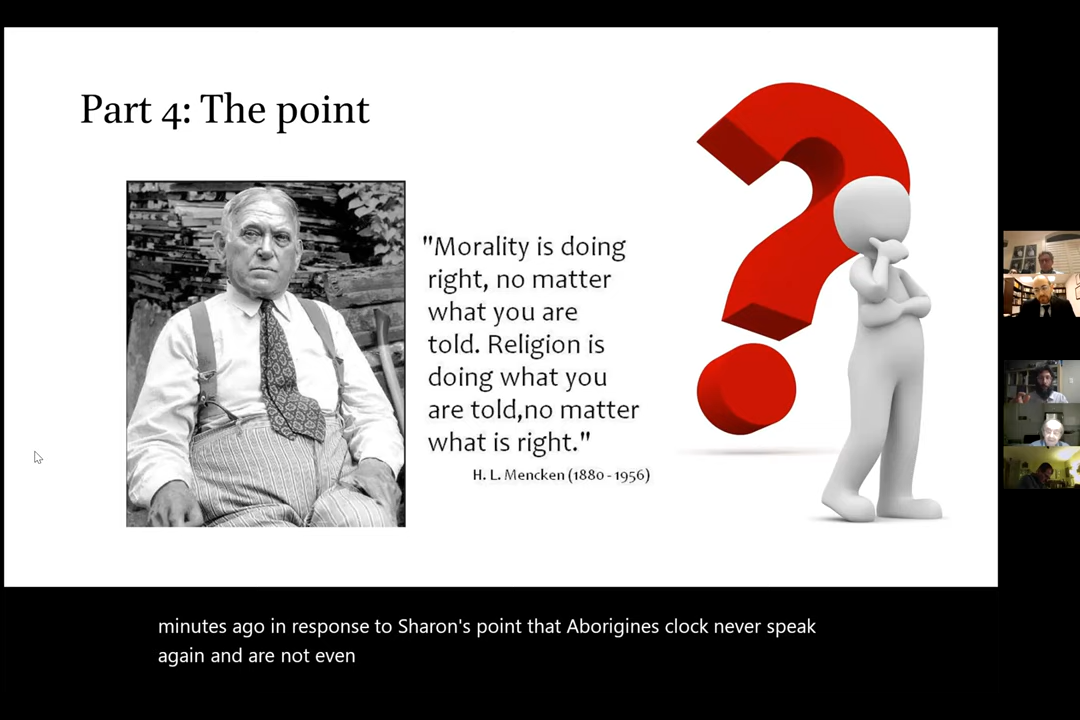 Part 4: The point
"Morality is doing
right, no matter
what you are
told. Religion is
doing what you
are told,no matter
what is right."
H. L. Mencken (1880 - 1956)
minutes ago in response to Sharon's point that Aborigines clock never speak
again and are not even